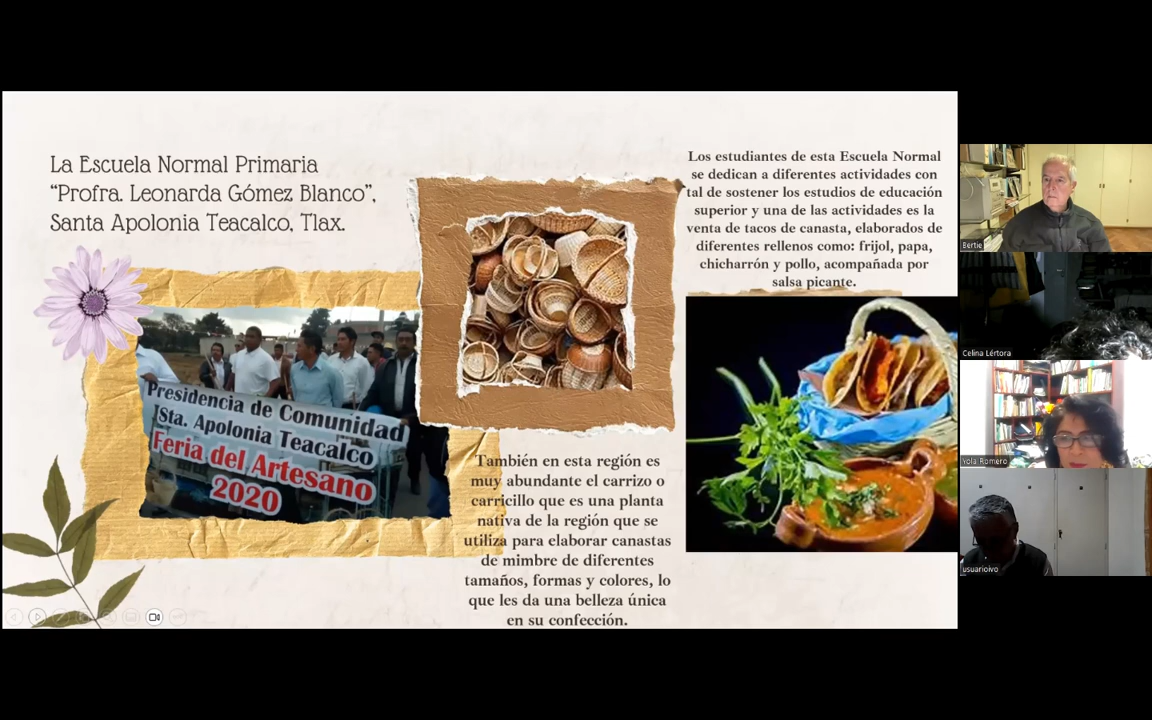 La Escuela Normal Primaria
“Profra. Leonarda Gómez Blanco”,
Santa Apolonia Teacalco, Tlax.
Presidencia de Comunidad
Sta. Apolonia Teacalco
Feria del Artesano
2020
También en esta región es
muy abundante el carrizo o
carricillo que es una planta
nativa de la región que se
utiliza para elaborar canastas
de mimbre de diferentes
tamaños, formas y colores, lo
que les da una belleza única
en su confección.
Los estudiantes de esta Escuela Normal
se dedican a diferentes actividades con
tal de sostener los estudios de educación
superior y una de las actividades es la
venta de tacos de canasta, elaborados de
diferentes rellenos como: frijol, papa,
chicharrón y pollo, acompañada por
salsa picante.
Bertie
Celina Lértora
Yola Romero
usuarioivo